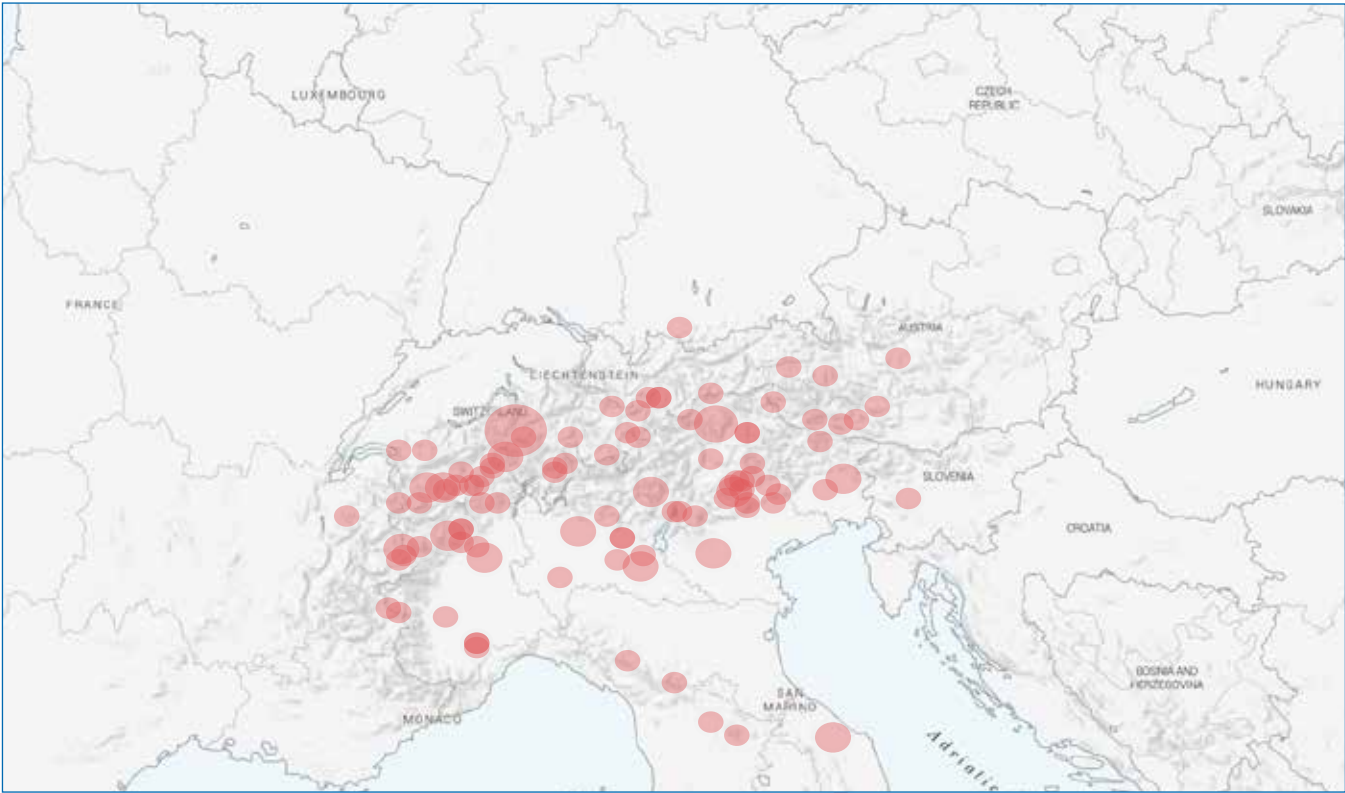 LUXEMBOURG
CZECH
REPUBLIC
SLOVAKIA
FRANCE
AUSTRIA
LIECHTENSTEIN
HUNGARY
SWITZERLAND
SLOVENIA
CROATIA
BOSNIA AND
HERZEGOVINA
SAN
MARINO
MONACO
Adriatic